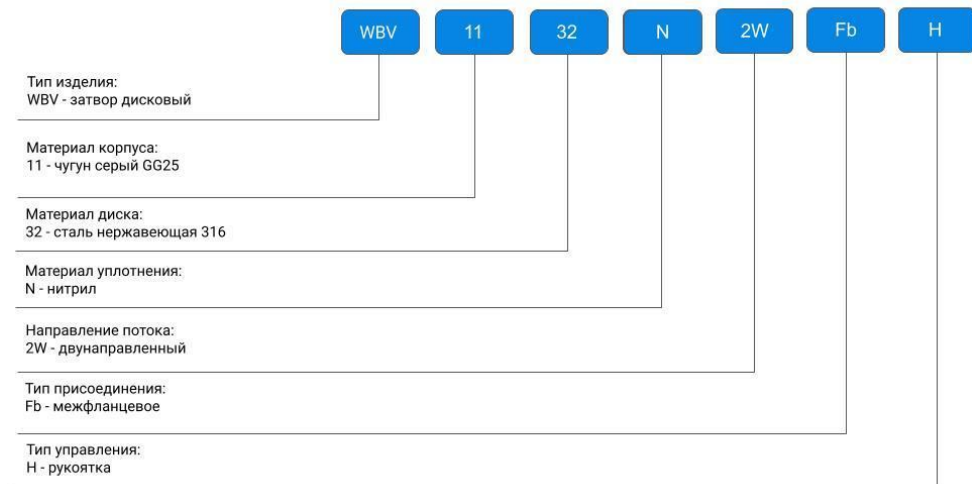 WBV 11 32 N 2W Fb H
Тип изделия:
WBV - затвор дисковый
Материал корпуса:
11 - чугун серый GG25
Материал диска:
32 - сталь нержавеющая 316
Материал уплотнения:
N - нитрил
Направление потока:
2W - двунаправленный
Тип присоединения:
Fb - межфланцевое
Тип управления:
H - рукоятка